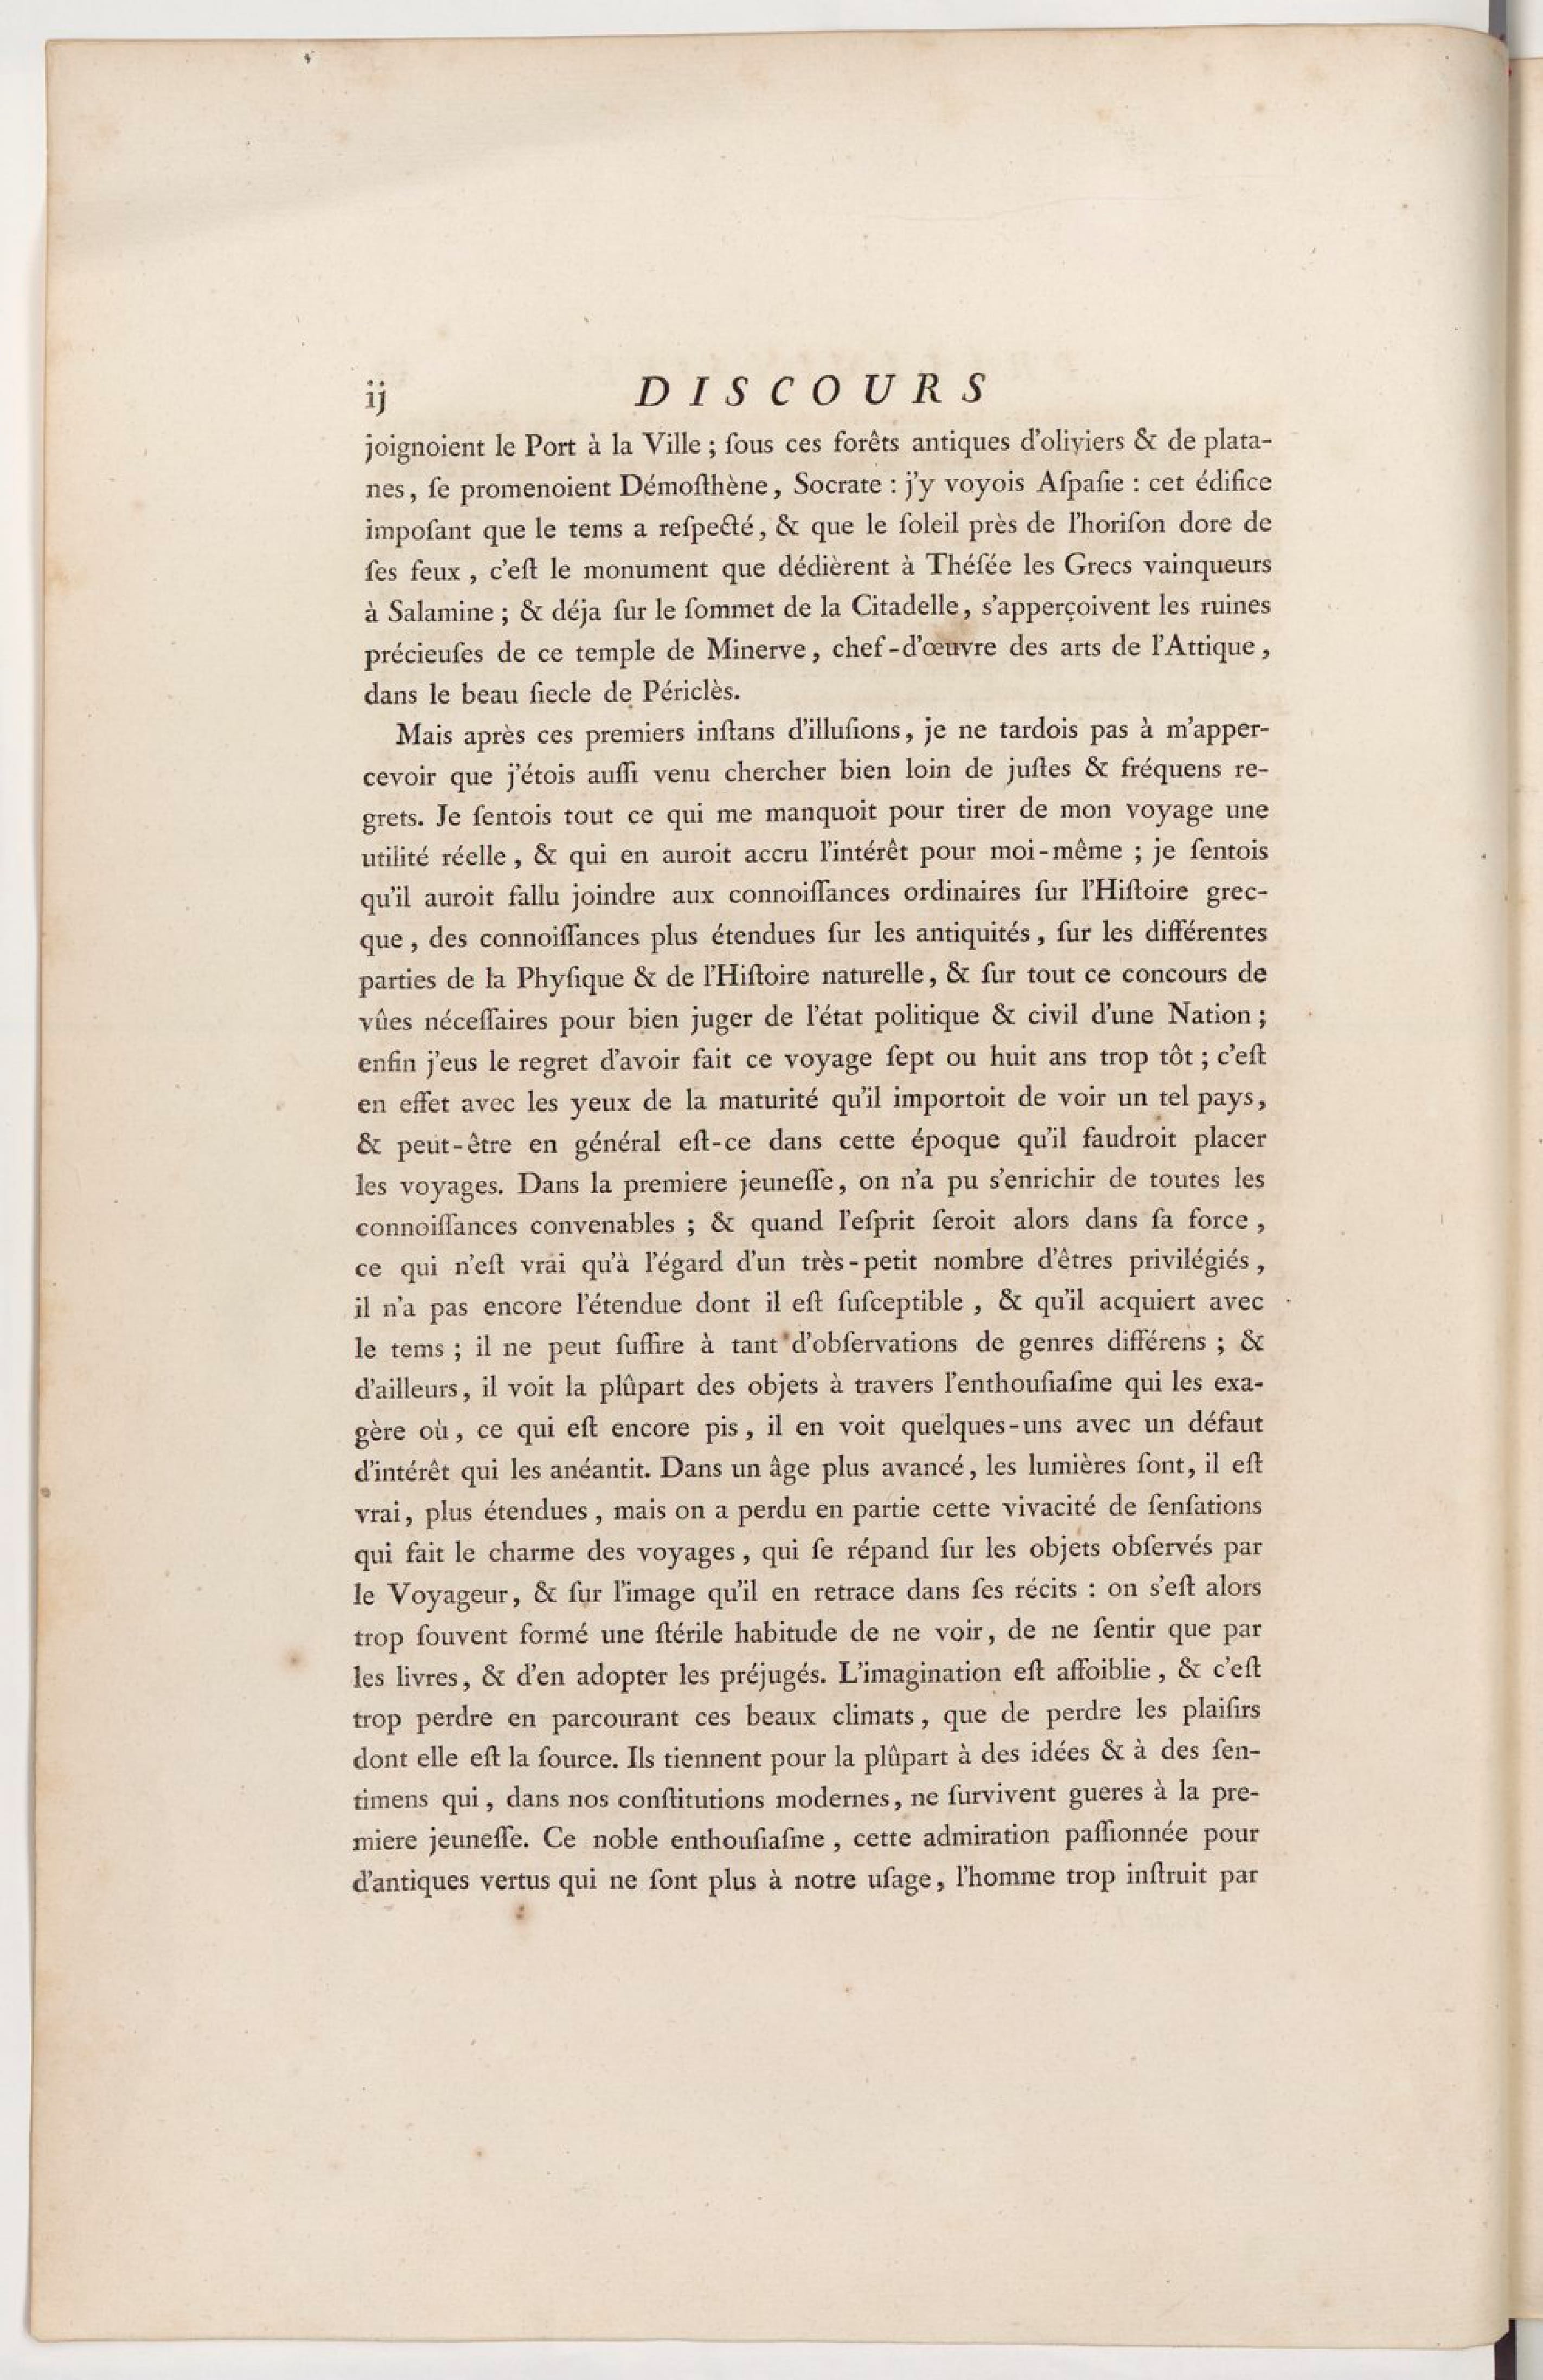 ij DISCOURS
joignoient le Port à la Ville ; ſous ces forêts antiques d'oliviers & de plata-
nes, ſe promenoient Démoſthène, Socrate : j'y voyois Aſpaſie : cet édifice
impoſant que le tems a reſpecté, & que le ſoleil près de l'horiſon dore de
ſes feux, c'eſt le monument que dédièrent à Théſée les Grecs vainqueurs
à Salamine ; & déja ſur le ſommet de la Citadelle, s'apperçoivent les ruines
précieuſes de ce temple de Minerve, chef-d'œuvre des arts de l'Attique,
dans le beau ſiecle de Périclès.
Mais après ces premiers inſtans d'illuſions, je ne tardois pas à m'apper-
cevoir que j'étois auſſi venu chercher bien loin de juſtes & fréquens re-
grets. Je ſentois tout ce qui me manquoit pour tirer de mon voyage une
utilité réelle, & qui en auroit accru l'intérêt pour moi-même ; je ſentois
qu'il auroit fallu joindre aux connoiſſances ordinaires ſur l'Hiſtoire grec-
que, des connoiſſances plus étendues ſur les antiquités, ſur les différentes
parties de la Phyſique & de l'Hiſtoire naturelle, & ſur tout ce concours de
vûes néceſſaires pour bien juger de l'état politique & civil d'une Nation ;
enfin j'eus le regret d'avoir fait ce voyage ſept ou huit ans trop tôt ; c'eſt
en effet avec les yeux de la maturité qu'il importoit de voir un tel pays,
& peut-être en général eſt-ce dans cette époque qu'il faudroit placer
les voyages. Dans la premiere jeuneſſe, on n'a pu s'enrichir de toutes les
connoiſſances convenables ; & quand l'eſprit ſeroit alors dans ſa force,
ce qui n'eſt vrai qu'à l'égard d'un très-petit nombre d'êtres privilégiés,
il n'a pas encore l'étendue dont il eſt ſuſceptible, & qu'il acquiert avec
le tems ; il ne peut ſuffire à tant d'obſervations de genres différens ; &
d'ailleurs, il voit la plûpart des objets à travers l'enthouſiaſme qui les exa-
gère où, ce qui eſt encore pis, il en voit quelques-uns avec un défaut
d'intérêt qui les anéantit. Dans un âge plus avancé, les lumières ſont, il eſt
vrai, plus étendues, mais on a perdu en partie cette vivacité de ſenſations
qui fait le charme des voyages, qui ſe répand ſur les objets obſervés par
le Voyageur, & ſur l'image qu'il en retrace dans ſes récits : on s'eſt alors
trop ſouvent formé une ſtérile habitude de ne voir, de ne ſentir que par
les livres, & d'en adopter les préjugés. L'imagination eſt affoiblie, & c'eſt
trop perdre en parcourant ces beaux climats, que de perdre les plaiſirs
dont elle eſt la ſource. Ils tiennent pour la plûpart à des idées & à des ſen-
timens qui, dans nos conſtitutions modernes, ne ſurvivent gueres à la pre-
miere jeuneſſe. Ce noble enthouſiaſme, cette admiration paſſionnée pour
d'antiques vertus qui ne ſont plus à notre uſage, l'homme trop inſtruit par